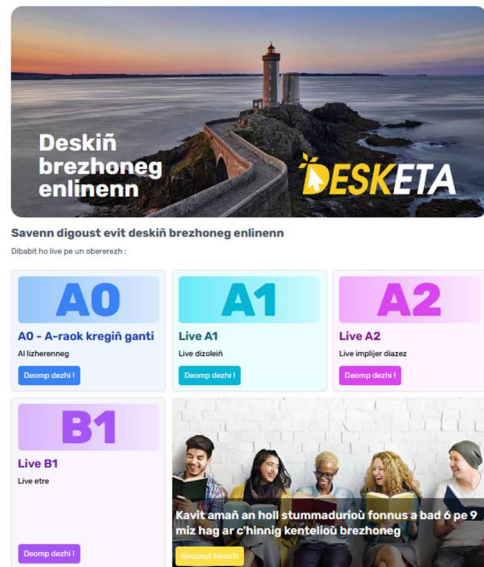 Deskiñ
brezhoneg
enlinenn
DESKETA
Savenn digoust evit deskiñ brezhoneg enlinenn
Dibabit ho live pe un obererezh :
A0
A0 - A-raok kregiñ ganti
Al lizherenneg
Deomp dezhi !
A1
Live A1
Live dizoleiñ
Deomp dezhi !
A2
Live A2
Live implijer diazez
Deomp dezhi !
B1
Live B1
Live etre
Deomp dezhi !
Kavit amañ an holl stummadurioù fonnus a bad 6 pe 9
miz hag ar c'hinnig kentelioù brezhoneg
Gouzout hiroc'h